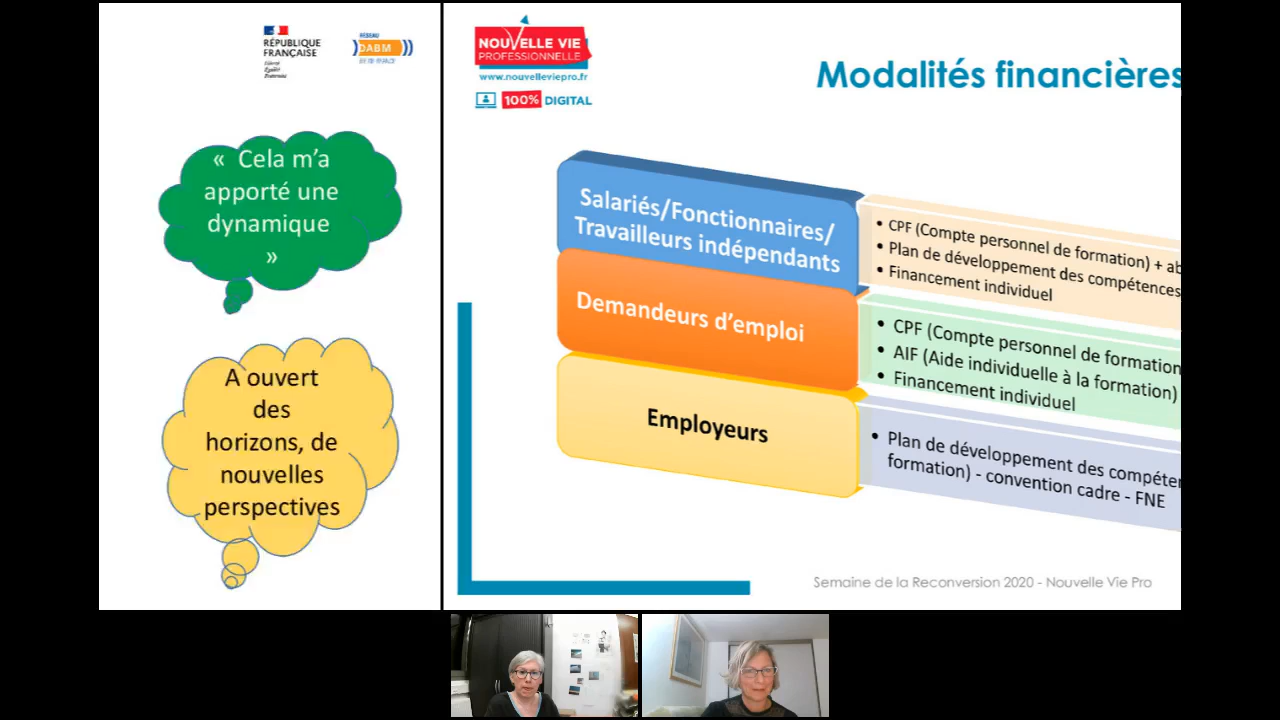 RÉPUBLIQUE
FRANÇAISE
Liberté
Égalité
Fraternité
RÉSEAU
DABM
« Cela m’a
apporté une
dynamique
»
A ouvert
des
horizons, de
nouvelles
perspectives
NOUVELLE VIE
PROFESSIONNELLE
www.nouvelleviepro.fr
100% DIGITAL
Modalités financières
Salariés/Fonctionnaires/
Travailleurs indépendants
• CPF (Compte personnel de formation) + ab
• Plan de développement des compétences
• Financement individuel
Demandeurs d’emploi
• CPF (Compte personnel de formation
• AIF (Aide individuelle à la formation)
• Financement individuel
Employeurs
• Plan de développement des compéten
formation) - convention cadre - FNE
Semaine de la Reconversion 2020 - Nouvelle Vie Pro